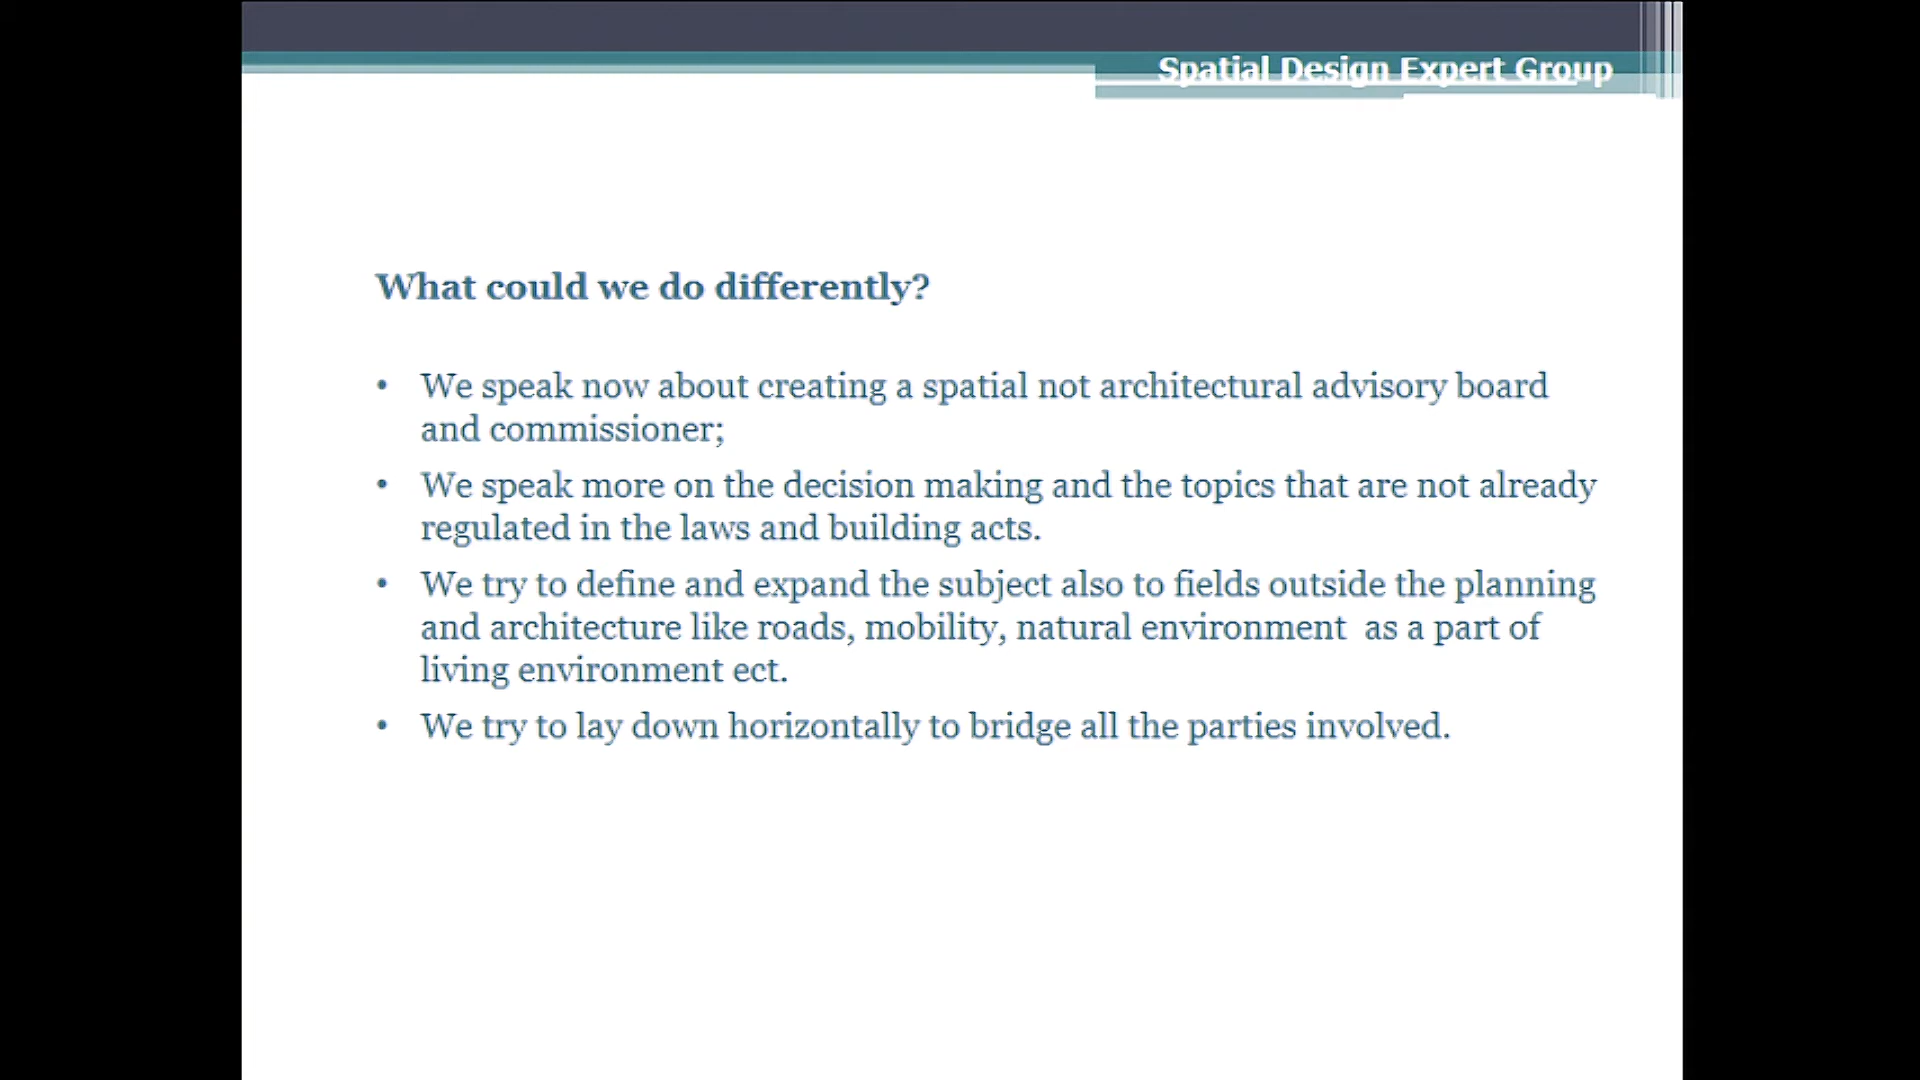 Spatial Design Expert Group
What could we do differently?
• We speak now about creating a spatial not architectural advisory board
and commissioner;
• We speak more on the decision making and the topics that are not already
regulated in the laws and building acts.
• We try to define and expand the subject also to fields outside the planning
and architecture like roads, mobility, natural environment  as a part of
living environment ect.
• We try to lay down horizontally to bridge all the parties involved.